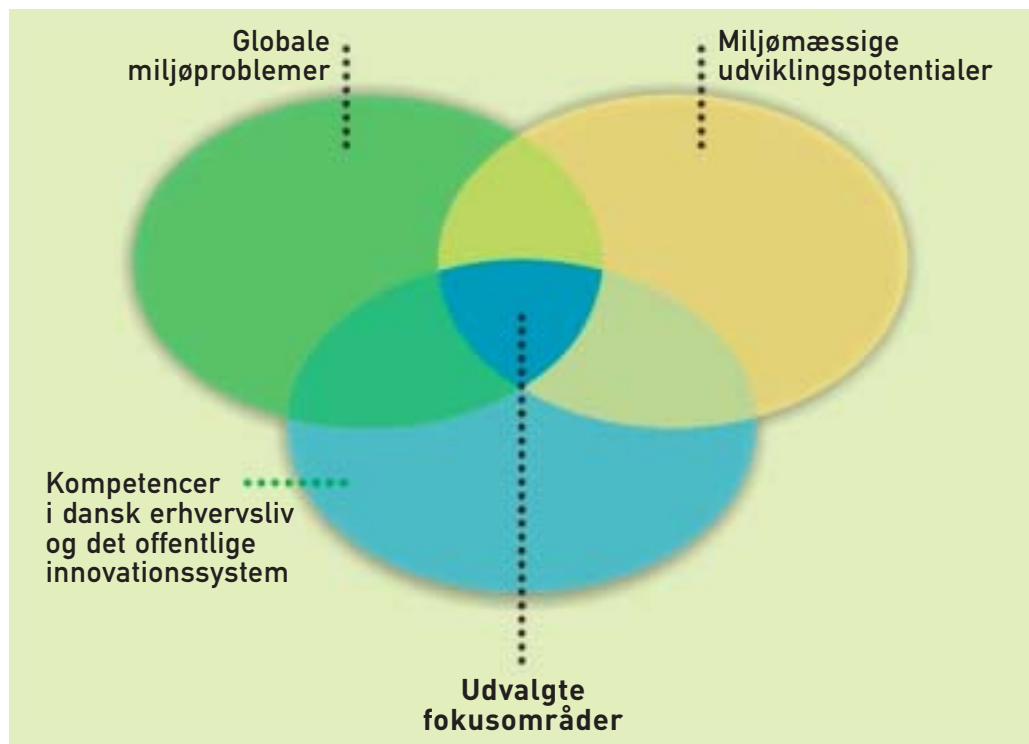 Globale
miljøproblemer
Miljømæssige
udviklingspotentialer
Kompetencer
i dansk erhvervsliv
og det offentlige
innovationssystem
Udvalgte
fokusområder